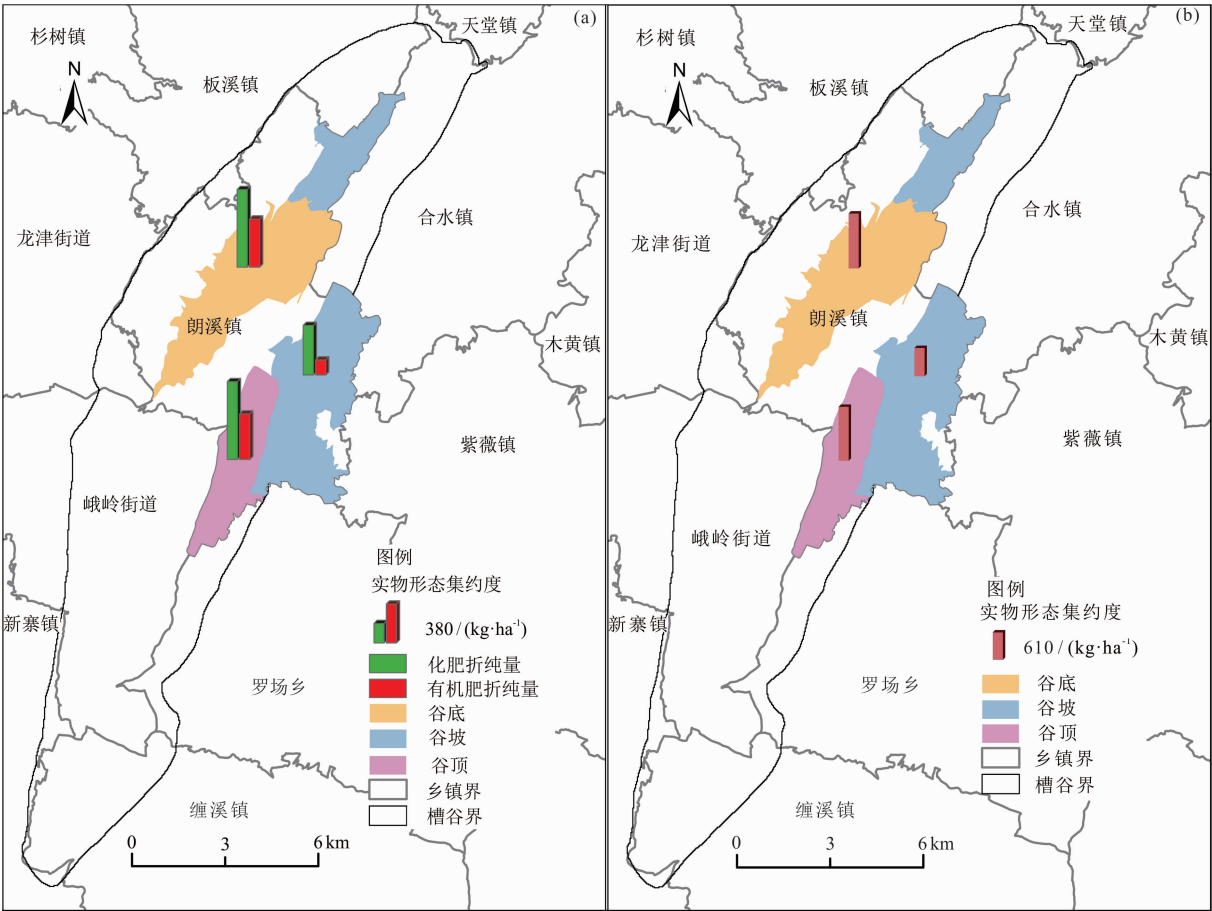 (a)
天堂镇
杉树镇
N
板溪镇
龙津街道
合水镇
朗溪镇
木黄镇
紫薇镇
峨岭街道
图例
实物形态集约度
380/(kg·ha⁻¹)
化肥折纯量
有机肥折纯量
谷底
谷坡
谷顶
乡镇界
槽谷界
新寨镇
罗场乡
缠溪镇
0 3 6 km
(b)
天堂镇
杉树镇
N
板溪镇
龙津街道
合水镇
朗溪镇
木黄镇
紫薇镇
峨岭街道
图例
实物形态集约度
610/(kg·ha⁻¹)
谷底
谷坡
谷顶
乡镇界
槽谷界
新寨镇
罗场乡
缠溪镇
0 3 6 km